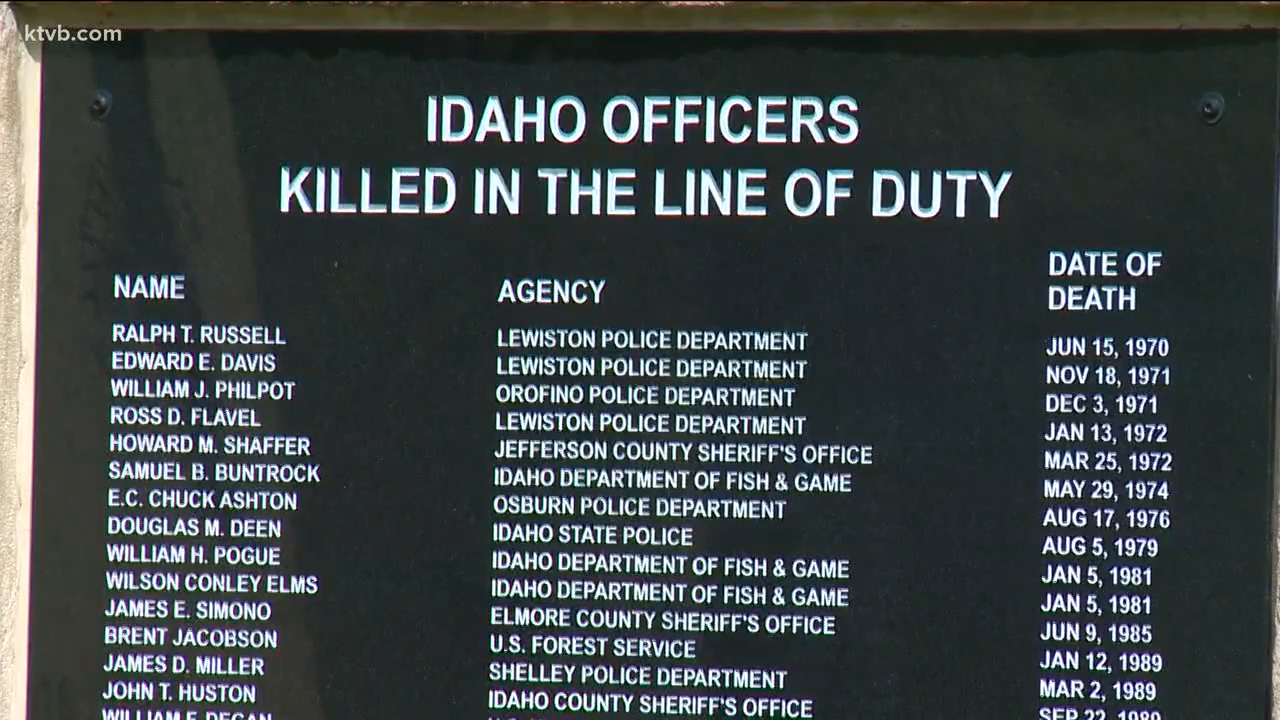 ktvb.com
IDAHO OFFICERS
KILLED IN THE LINE OF DUTY
NAME AGENCY DATE OF
DEATH
RALPH T. RUSSELL LEWISTON POLICE DEPARTMENT JUN 15, 1970
EDWARD E. DAVIS LEWISTON POLICE DEPARTMENT NOV 18, 1971
WILLIAM J. PHILPOT OROFINO POLICE DEPARTMENT DEC 3, 1971
ROSS D. FLAVEL LEWISTON POLICE DEPARTMENT JAN 13, 1972
HOWARD M. SHAFFER JEFFERSON COUNTY SHERIFF'S OFFICE MAR 25, 1972
SAMUEL B. BUNTROCK IDAHO DEPARTMENT OF FISH & GAME MAY 29, 1974
E.C. CHUCK ASHTON OSBURN POLICE DEPARTMENT AUG 17, 1976
DOUGLAS M. DEEN IDAHO STATE POLICE AUG 5, 1979
WILLIAM H. POGUE IDAHO DEPARTMENT OF FISH & GAME JAN 5, 1981
WILSON CONLEY ELMS IDAHO DEPARTMENT OF FISH & GAME JAN 5, 1981
JAMES E. SIMONO ELMORE COUNTY SHERIFF'S OFFICE JUN 9, 1985
BRENT JACOBSON U.S. FOREST SERVICE JAN 12, 1989
JAMES D. MILLER SHELLEY POLICE DEPARTMENT MAR 2, 1989
JOHN T. HUSTON IDAHO COUNTY SHERIFF'S OFFICE SEP 22, 1989
WILLIAM F. DEGAN